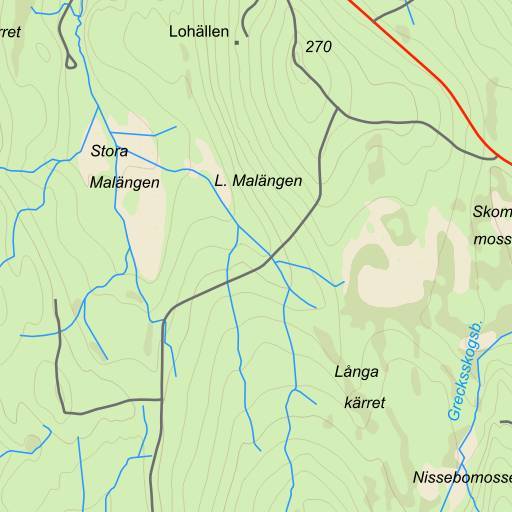 rret
Lohällen
270
Stora
Malängen
L. Malängen
Skom
moss
Grecksskogsb.
Långa
kärret
Nissebomosse